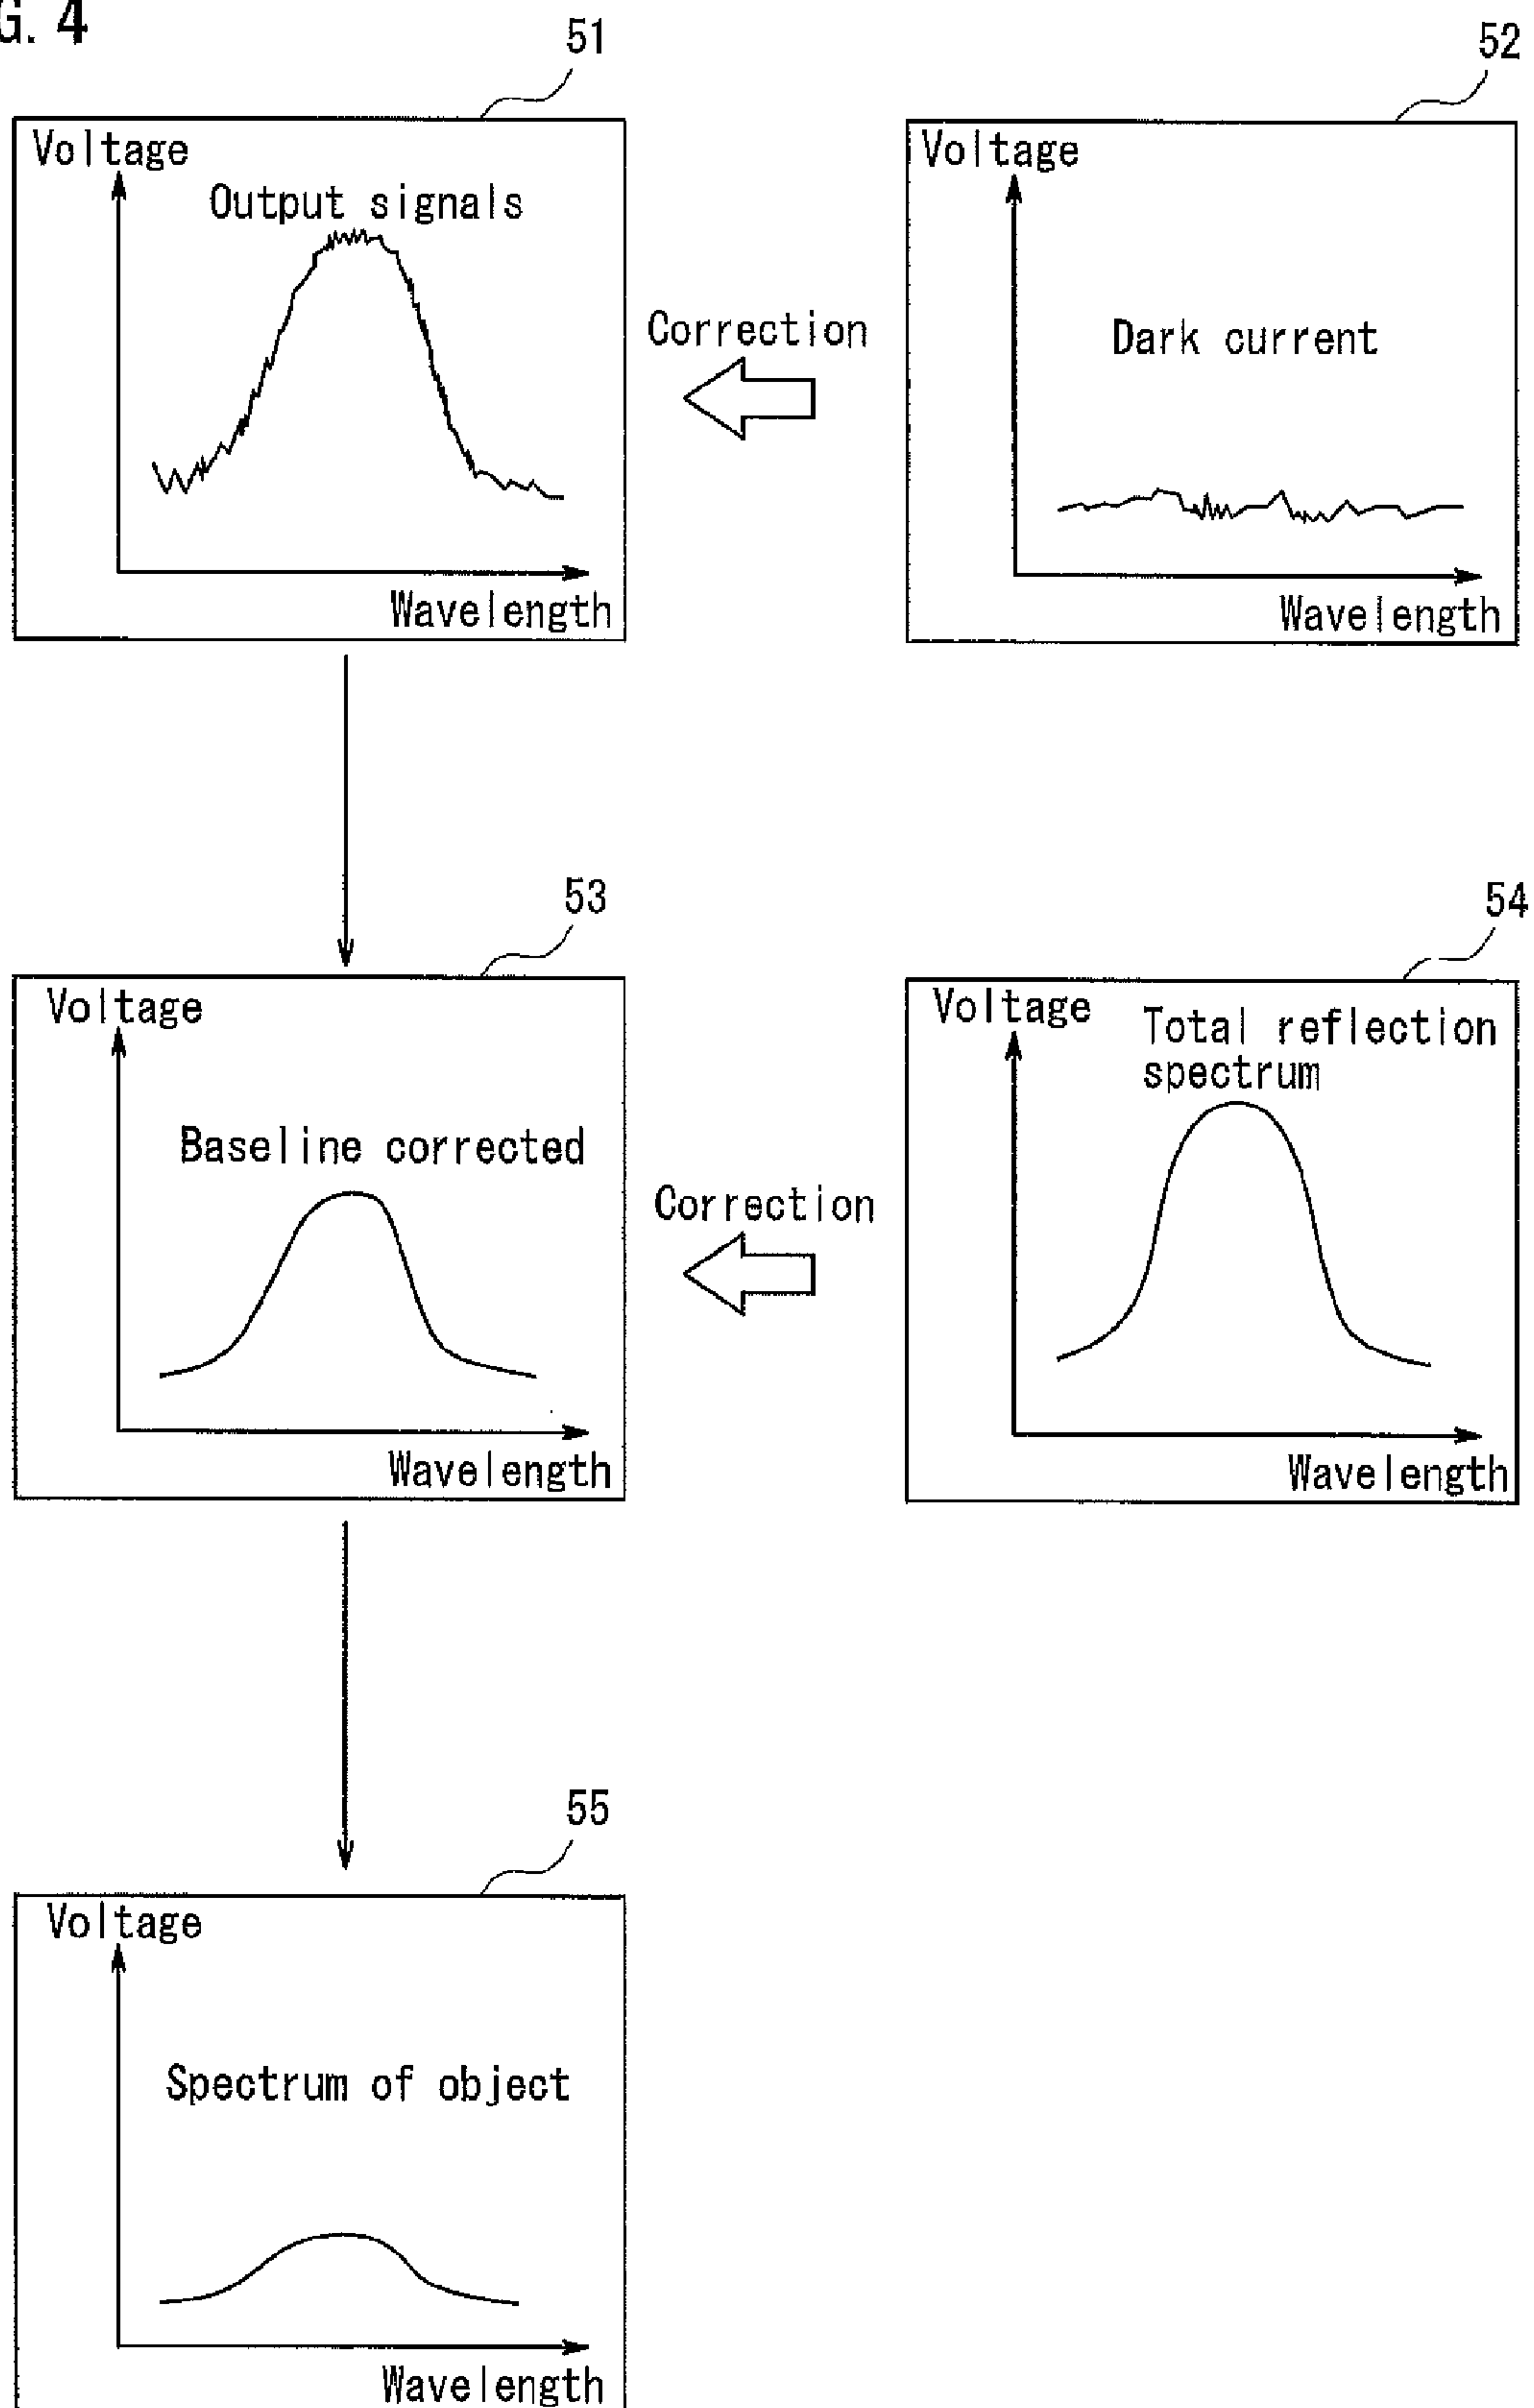 G. 4
51
52
Voltage
Output signals
Wavelength
Correction
Voltage
Dark current
Wavelength
53
54
Voltage
Baseline corrected
Wavelength
Correction
Voltage
Total reflection
spectrum
Wavelength
55
Voltage
Spectrum of object
Wavelength